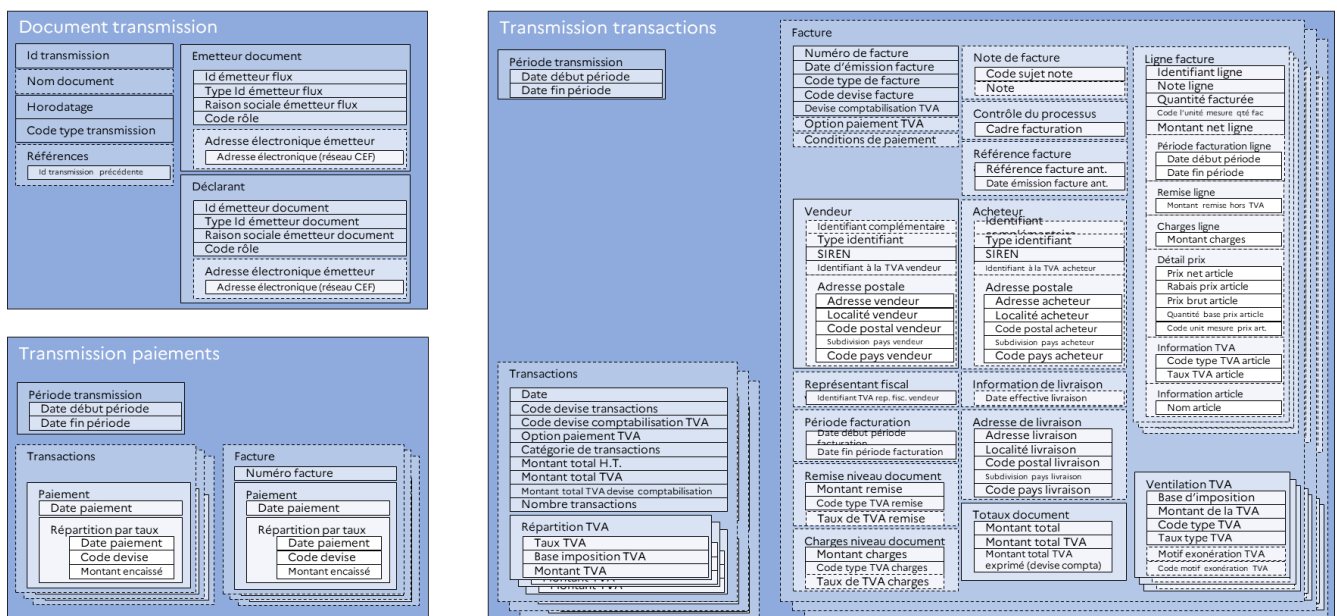 Document transmission
Id transmission
Nom document
Horodatage
Code type transmission
Références
Id transmission précédente
Emetteur document
Id émetteur flux
Type Id émetteur flux
Raison sociale émetteur flux
Code rôle
Adresse électronique émetteur
Adresse électronique (réseau CEF)
Déclarant
Id émetteur document
Type Id émetteur document
Raison sociale émetteur document
Code rôle
Adresse électronique émetteur
Adresse électronique (réseau CEF)
Transmission paiements
Période transmission
Date début période
Date fin période
Transactions
Paiement
Date paiement
Répartition par taux
Date paiement
Code devise
Montant encaissé
Facture
Numéro facture
Paiement
Date paiement
Répartition par taux
Date paiement
Code devise
Montant encaissé
Transmission transactions
Période transmission
Date début période
Date fin période
Transactions
Date
Code devise transactions
Code devise comptabilisation TVA
Option paiement TVA
Catégorie de transactions
Montant total H.T.
Montant total TVA
Montant total TVA devise comptabilisation
Nombre transactions
Répartition TVA
Taux TVA
Base imposition TVA
Montant TVA
Montant TVA
Facture
Numéro de facture
Date d'émission facture
Code type de facture
Code devise facture
Devise comptabilisation TVA
Option paiement TVA
Conditions de paiement
Note de facture
Code sujet note
Note
Contrôle du processus
Cadre facturation
Référence facture
Référence facture ant.
Date émission facture ant.
Vendeur
Identifiant complémentaire
Type identifiant
SIREN
Identifiant à la TVA vendeur
Adresse postale
Adresse vendeur
Localité vendeur
Code postal vendeur
Subdivision pays vendeur
Code pays vendeur
Acheteur
Identifiant
complémentaire
Type identifiant
SIREN
Identifiant à la TVA acheteur
Adresse postale
Adresse acheteur
Localité acheteur
Code postal acheteur
Subdivision pays acheteur
Code pays acheteur
Représentant fiscal
Identifiant TVA rep. fisc. vendeur
Information de livraison
Date effective livraison
Période facturation
Date début période
facturation
Date fin période facturation
Adresse de livraison
Adresse livraison
Localité livraison
Code postal livraison
Subdivision pays livraison
Code pays livraison
Remise niveau document
Montant remise
Code type TVA remise
Taux de TVA remise
Charges niveau document
Montant charges
Code type TVA charges
Taux de TVA charges
Totaux document
Montant total
Montant total TVA
Montant total TVA
exprimé (devise compta)
Ligne facture
Identifiant ligne
Note ligne
Quantité facturée
Code l'unité mesure qté fac
Montant net ligne
Période facturation ligne
Date début période
Date fin période
Remise ligne
Montant remise hors TVA
Charges ligne
Montant charges
Détail prix
Prix net article
Rabais prix article
Prix brut article
Quantité base prix article
Code unit mesure prix art.
Information TVA
Code type TVA article
Taux TVA article
Information article
Nom article
Ventilation TVA
Base d'imposition
Montant de la TVA
Code type TVA
Taux type TVA
Motif exonération TVA
Code motif exonération TVA